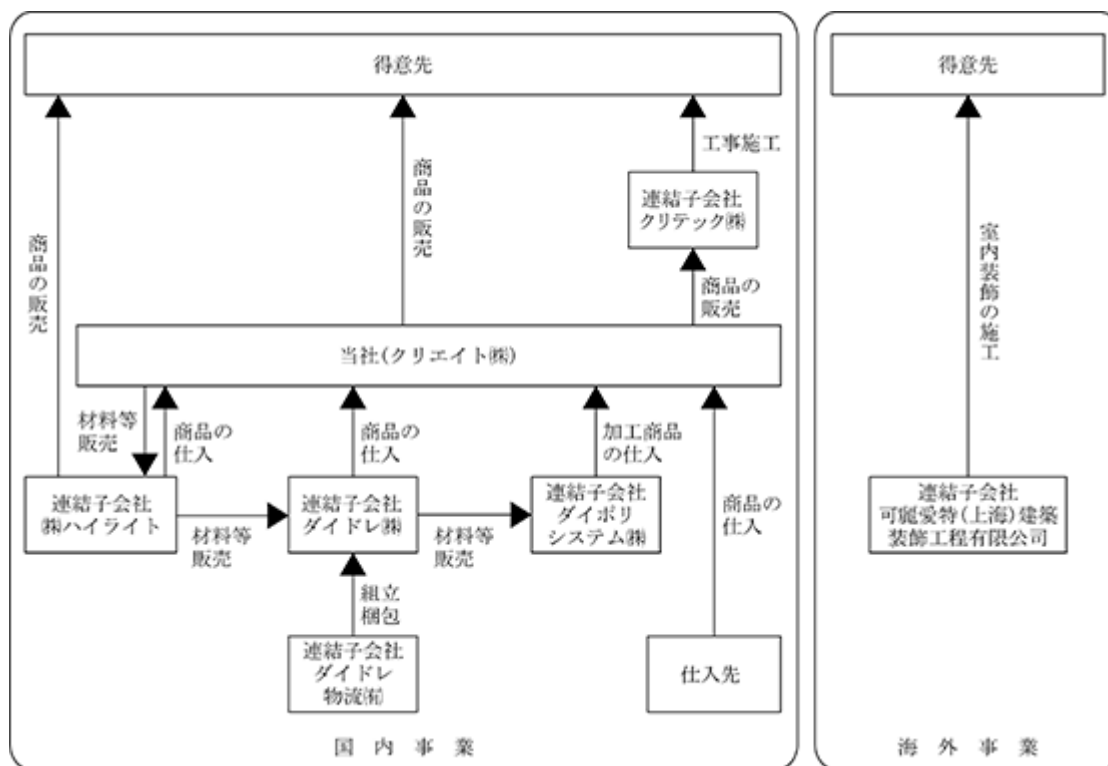 得意先
得意先
工事施工
商品の販売
連結子会社
クリテック㈱
商品の販売
室内装飾の施工
商品の
販売
当社(クリエイト㈱)
材料等
販売
商品の
仕入
商品の
仕入
加工商品
の仕入
連結子会社
㈱ハイライト
連結子会社
ダイドレ㈱
連結子会社
ダイポリ
システム㈱
商品の
仕入
連結子会社
可麗愛特(上海)建築
装飾工程有限公司
材料等
販売
材料等
販売
組立
梱包
連結子会社
ダイドレ
物流㈲
仕入先
国内事業
海外事業